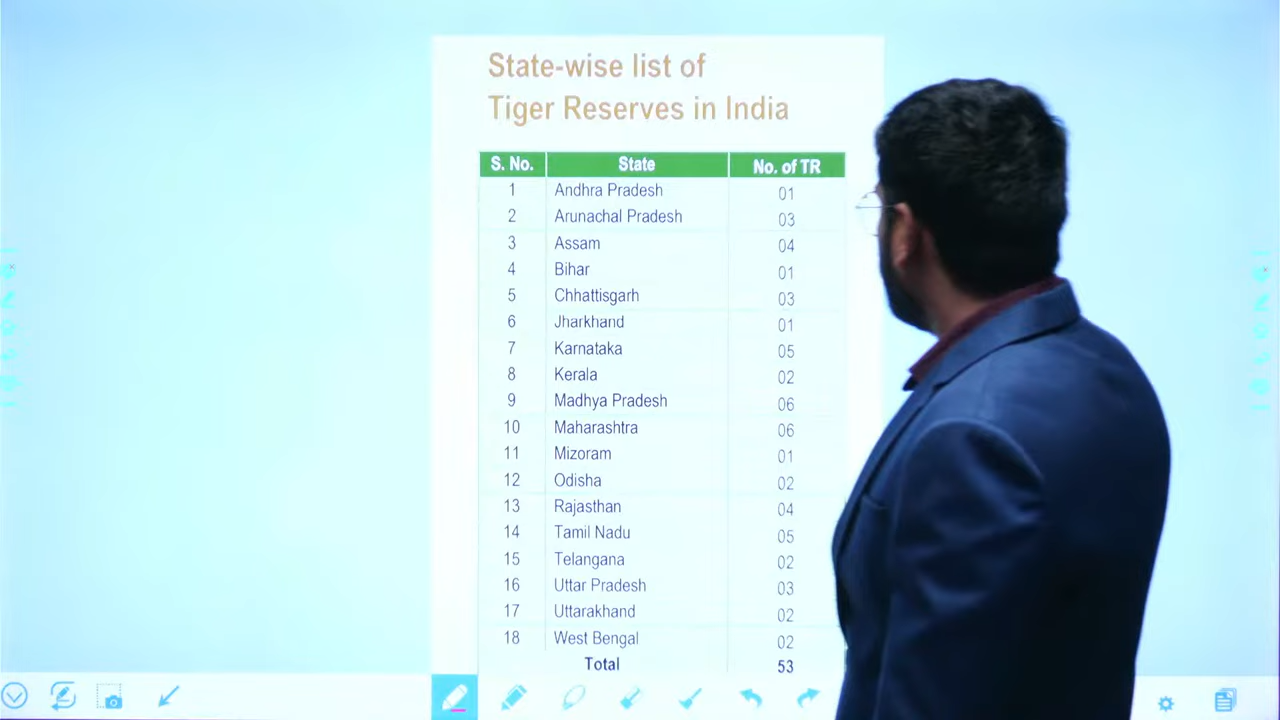 State-wise list of
Tiger Reserves in India
S. No. State No. of TR
1 Andhra Pradesh 01
2 Arunachal Pradesh 03
3 Assam 04
4 Bihar 01
5 Chhattisgarh 03
6 Jharkhand 01
7 Karnataka 05
8 Kerala 02
9 Madhya Pradesh 06
10 Maharashtra 06
11 Mizoram 01
12 Odisha 02
13 Rajasthan 04
14 Tamil Nadu 05
15 Telangana 02
16 Uttar Pradesh 03
17 Uttarakhand 02
18 West Bengal 02
Total 53